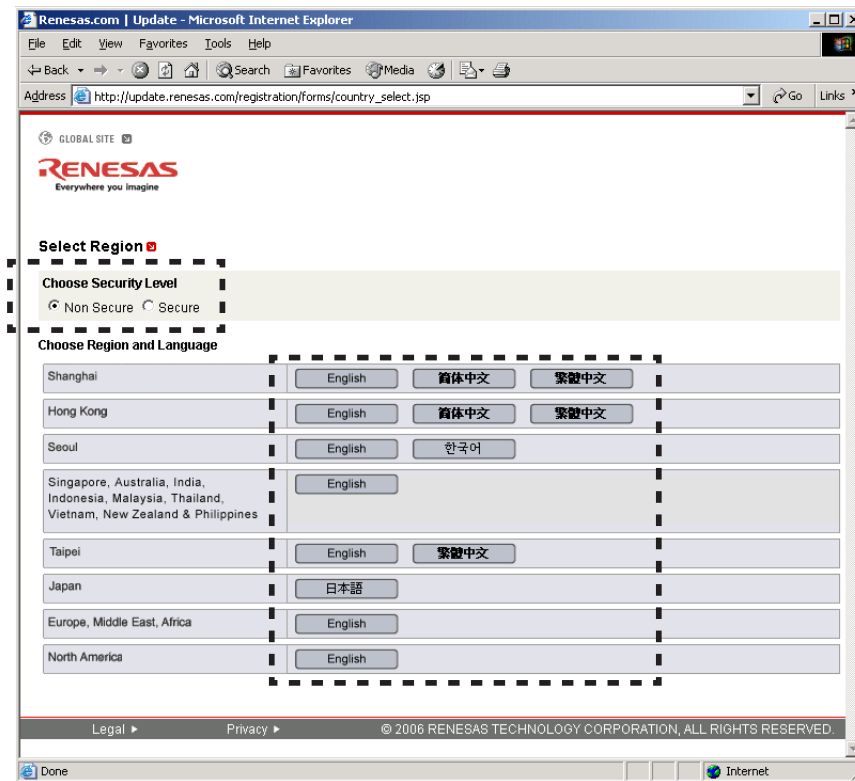 Renesas.com | Update - Microsoft Internet Explorer
File Edit View Favorites Tools Help
Back Search Favorites Media
Address http://update.renesas.com/registration/forms/country_select.jsp Go Links
GLOBAL SITE
RENESAS
Everywhere you imagine
Select Region
Choose Security Level
Non Secure Secure
Choose Region and Language
Shanghai English 简体中文 繁體中文
Hong Kong English 简体中文 繁體中文
Seoul English 한국어
Singapore, Australia, India, English
Indonesia, Malaysia, Thailand,
Vietnam, New Zealand & Philippines
Taipei English 繁體中文
Japan 日本語
Europe, Middle East, Africa English
North America English
Legal Privacy © 2006 RENESAS TECHNOLOGY CORPORATION, ALL RIGHTS RESERVED.
Done Internet